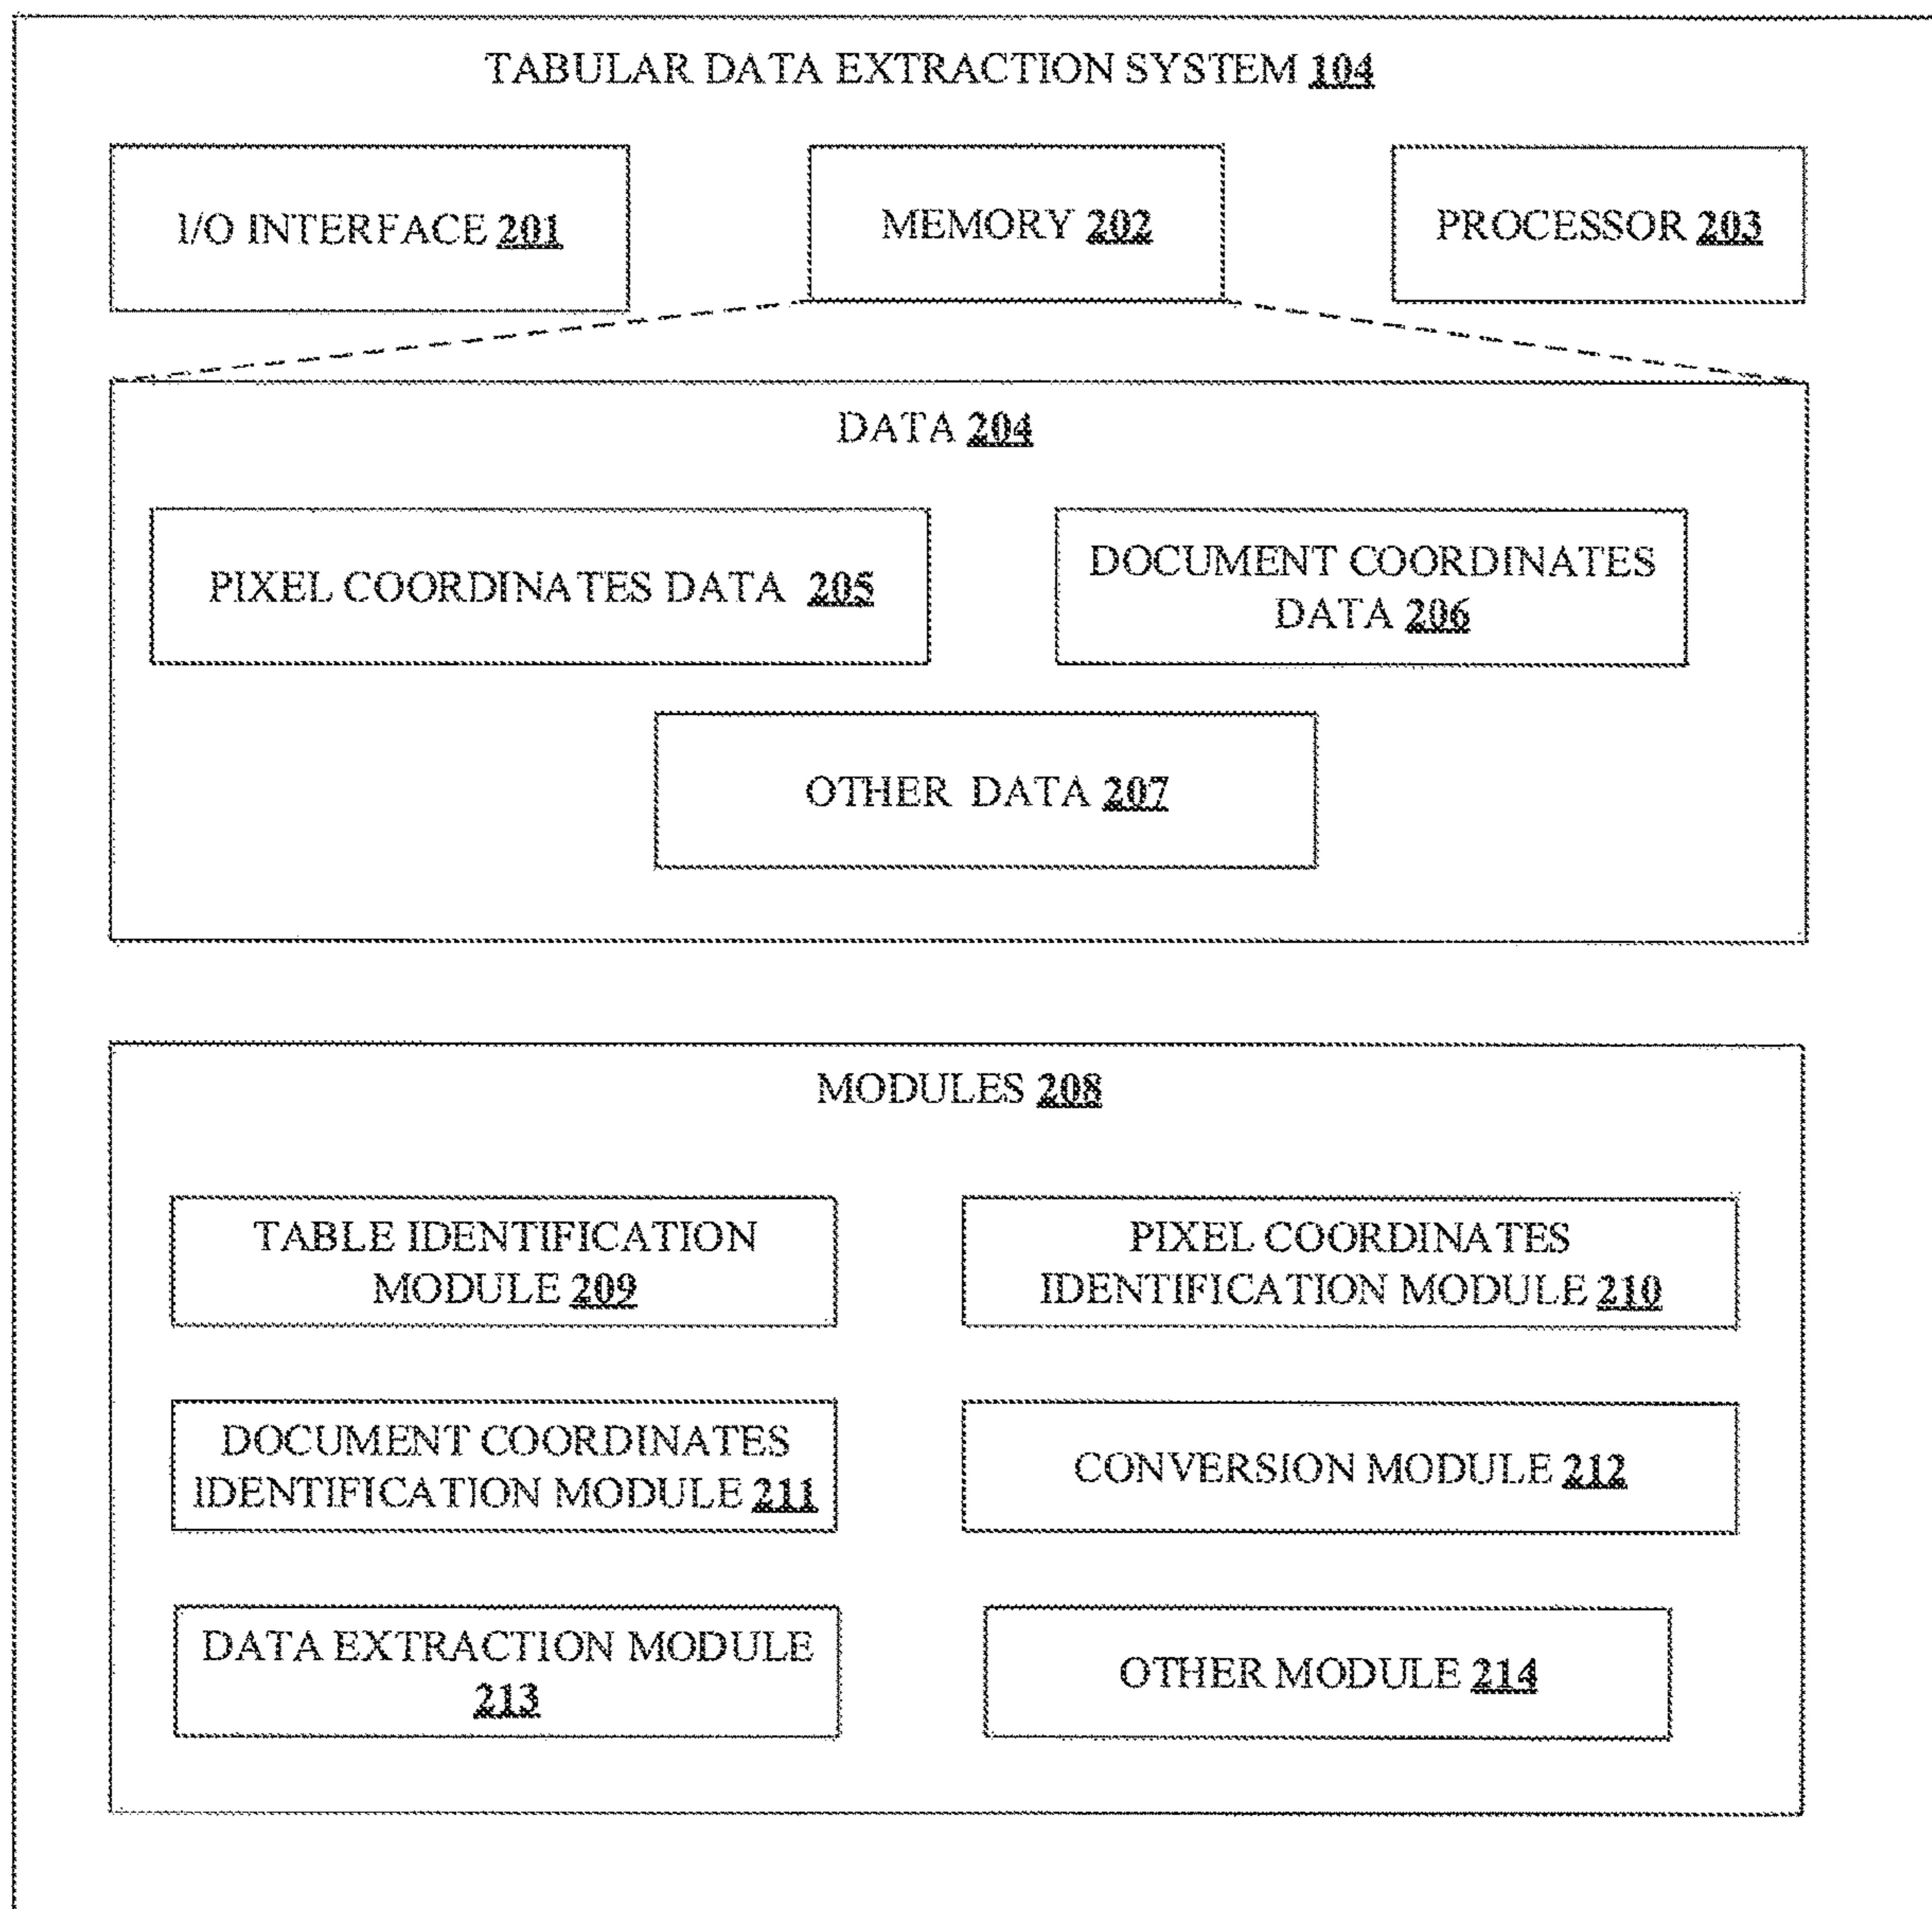 TABULAR DATA EXTRACTION SYSTEM 104
I/O INTERFACE 201
MEMORY 202
PROCESSOR 203
DATA 204
PIXEL COORDINATES DATA 205
DOCUMENT COORDINATES
DATA 206
OTHER DATA 207
MODULES 208
TABLE IDENTIFICATION
MODULE 209
PIXEL COORDINATES
IDENTIFICATION MODULE 210
DOCUMENT COORDINATES
IDENTIFICATION MODULE 211
CONVERSION MODULE 212
DATA EXTRACTION MODULE
213
OTHER MODULE 214